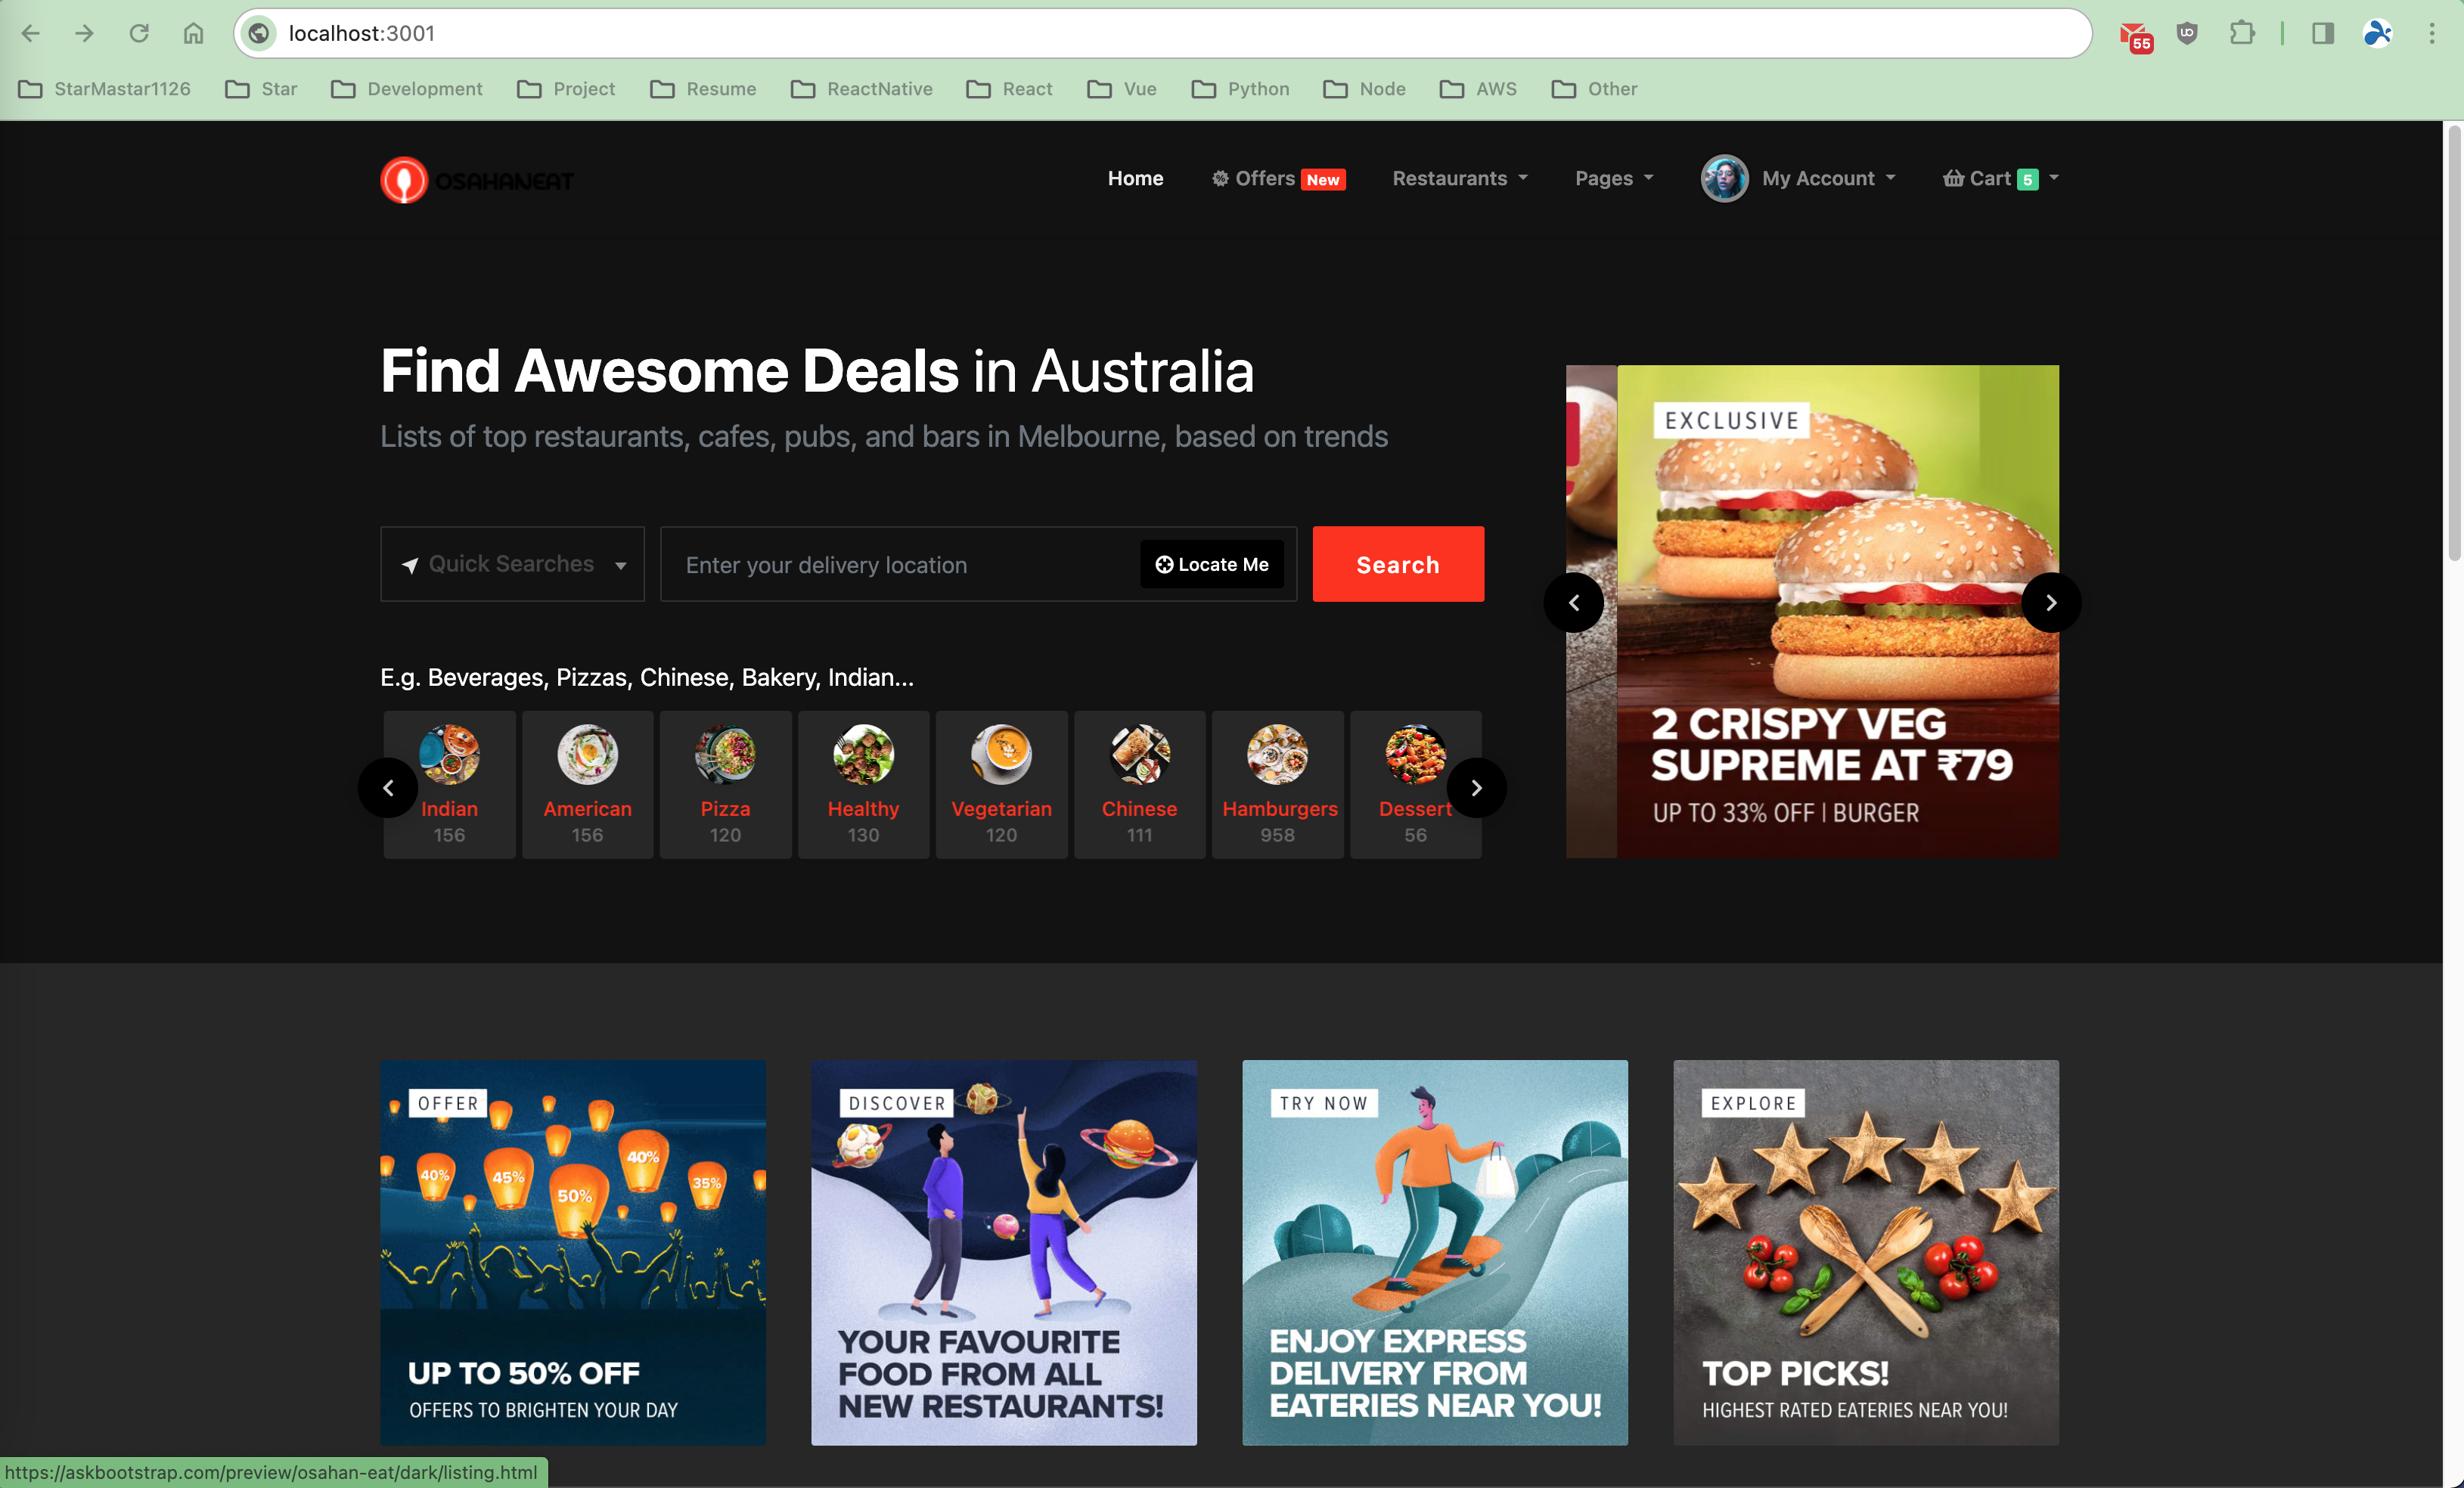 localhost:3001
55
StarMastar1126 Star Development Project Resume ReactNative React Vue Python Node AWS Other
OSAHANEAT
Home Offers New Restaurants Pages My Account Cart 5
Find Awesome Deals in Australia
Lists of top restaurants, cafes, pubs, and bars in Melbourne, based on trends
Quick Searches Enter your delivery location Locate Me Search
E.g. Beverages, Pizzas, Chinese, Bakery, Indian...
Indian American Pizza Healthy Vegetarian Chinese Hamburgers Dessert
156 156 120 130 120 111 958 56
EXCLUSIVE
2 CRISPY VEG
SUPREME AT ₹79
UP TO 33% OFF | BURGER
OFFER
40% 45% 50% 40% 35%
UP TO 50% OFF
OFFERS TO BRIGHTEN YOUR DAY
DISCOVER
YOUR FAVOURITE
FOOD FROM ALL
NEW RESTAURANTS!
TRY NOW
ENJOY EXPRESS
DELIVERY FROM
EATERIES NEAR YOU!
EXPLORE
TOP PICKS!
HIGHEST RATED EATERIES NEAR YOU!
https://askbootstrap.com/preview/osahan-eat/dark/listing.html